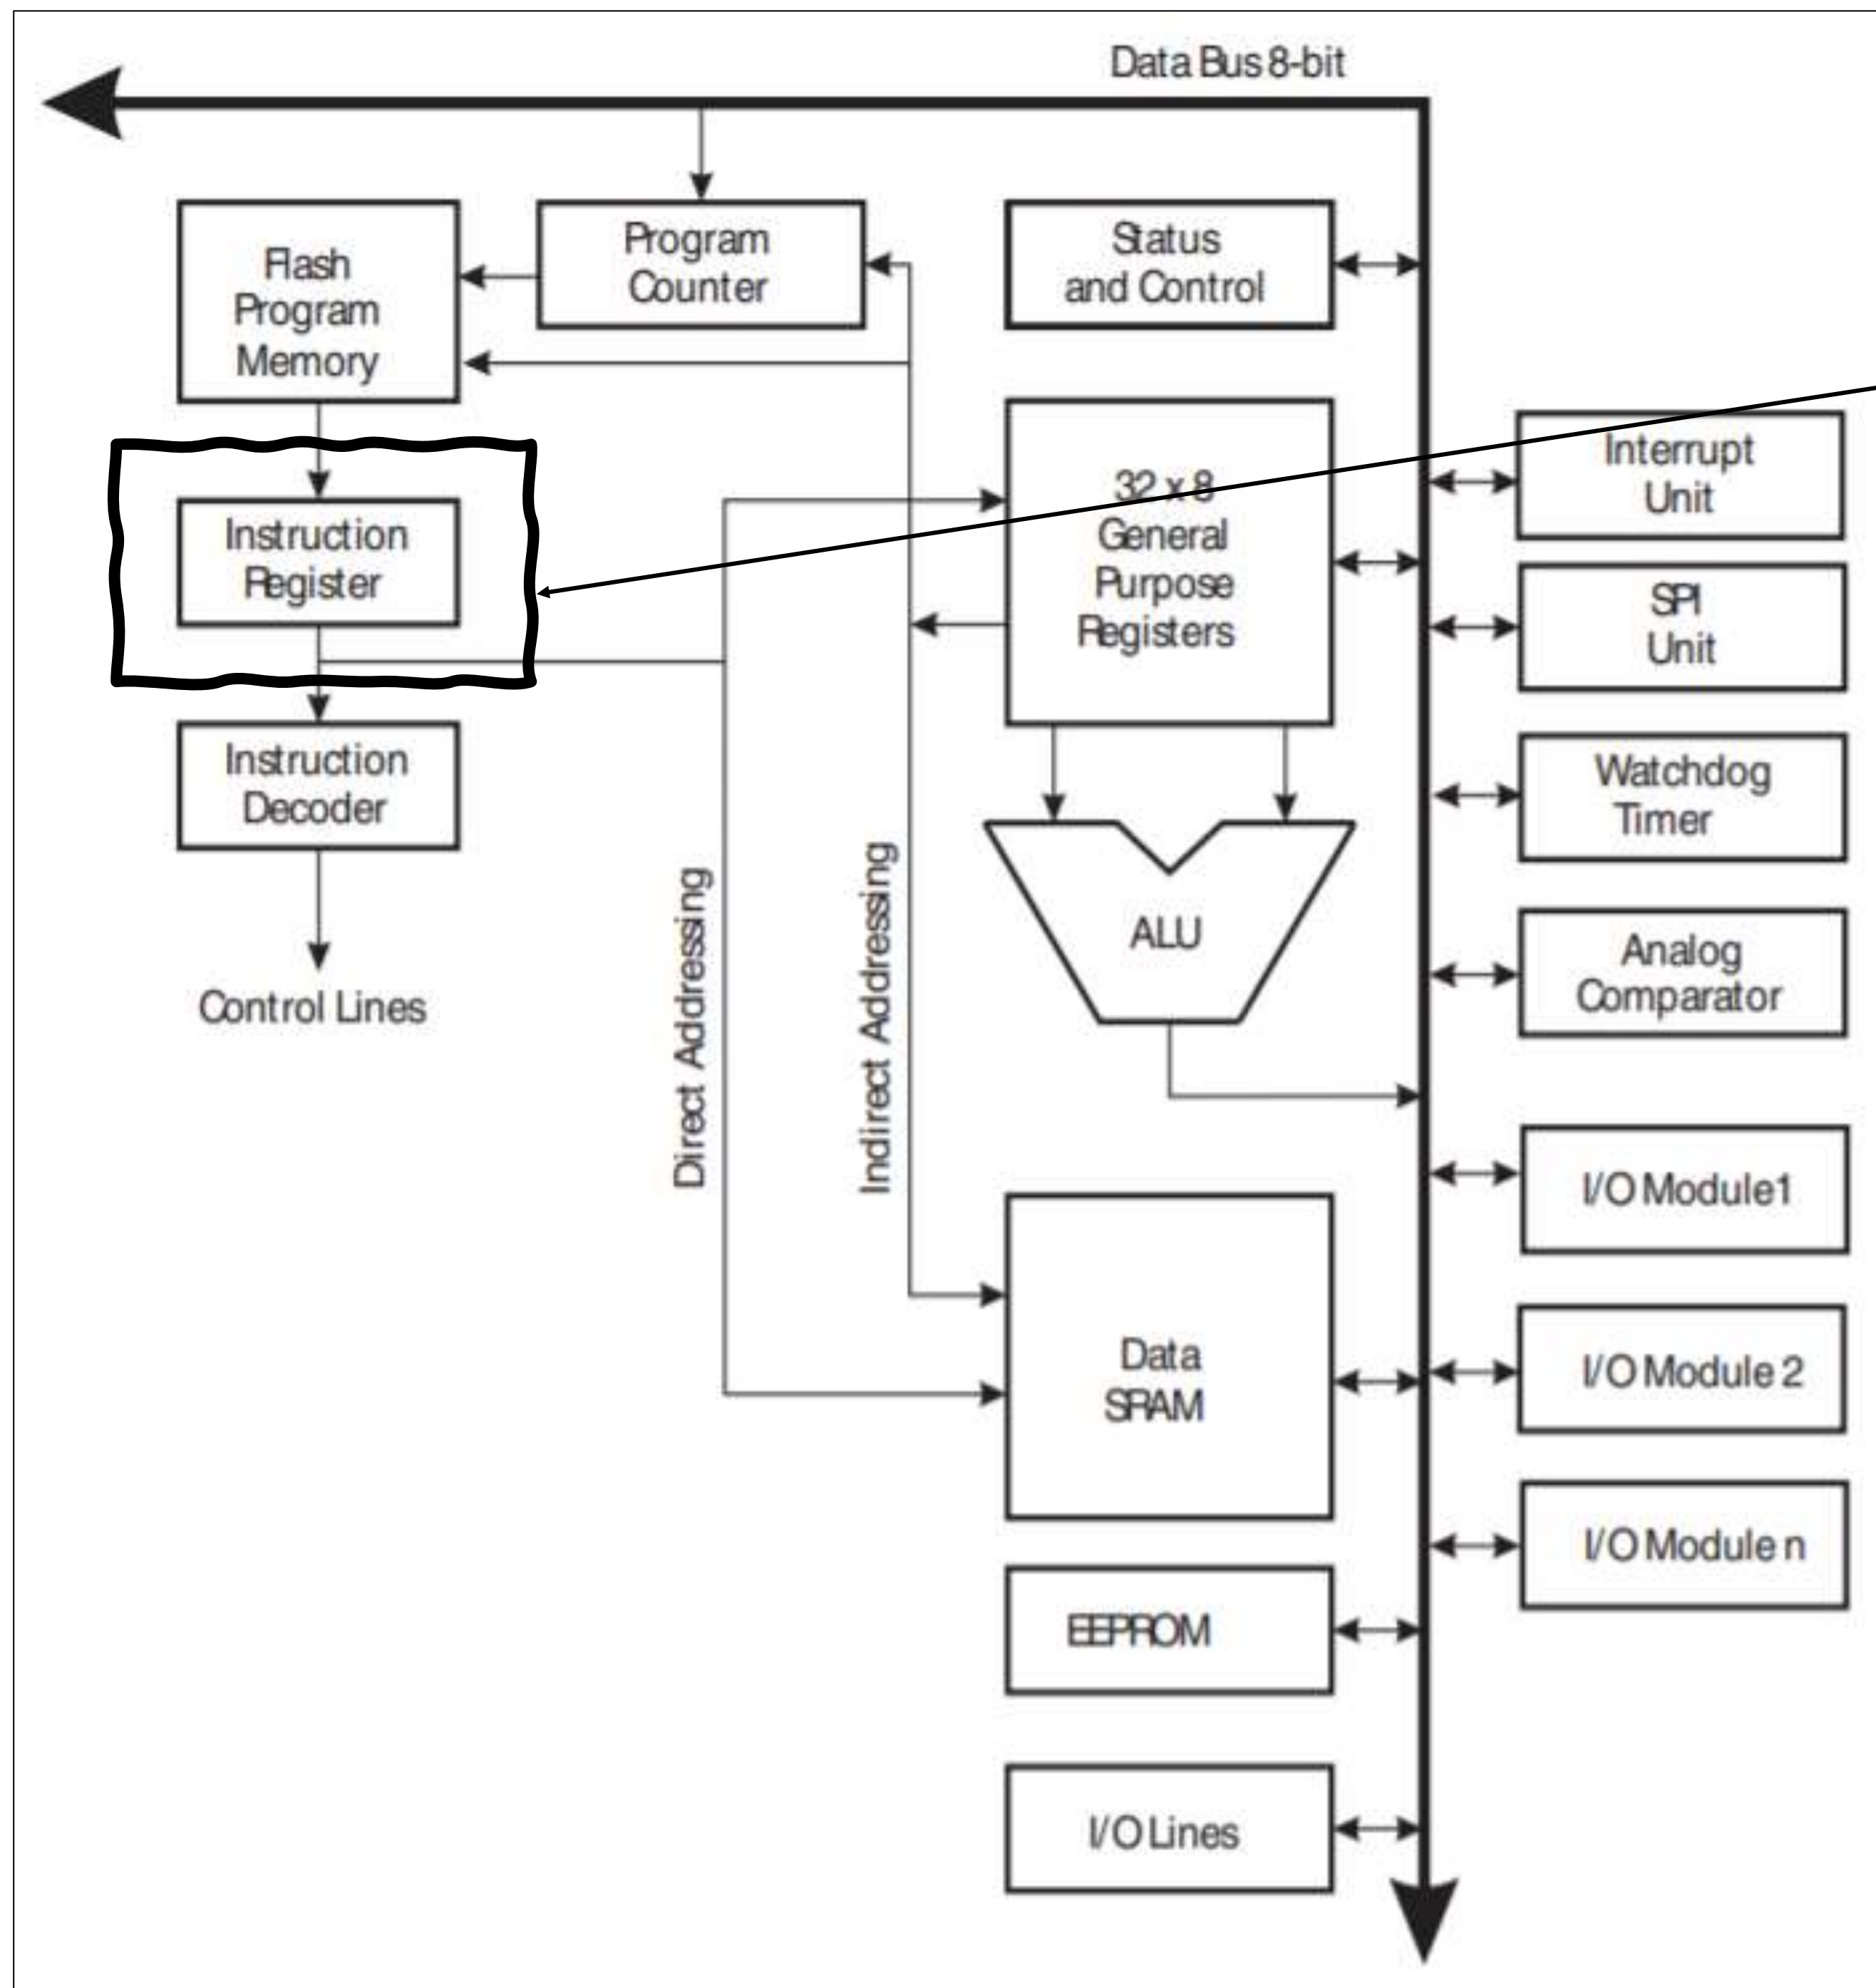 Data Bus 8-bit
Flash
Program
Memory
Program
Counter
Status
and Control
Instruction
Register
32 x 8
General
Purpose
Registers
Interrupt
Unit
SPI
Unit
Instruction
Decoder
Watchdog
Timer
Control Lines
Direct Addressing
Indirect Addressing
ALU
Analog
Comparator
I/O Module1
Data
SRAM
I/O Module 2
I/O Module n
EEPROM
I/O Lines